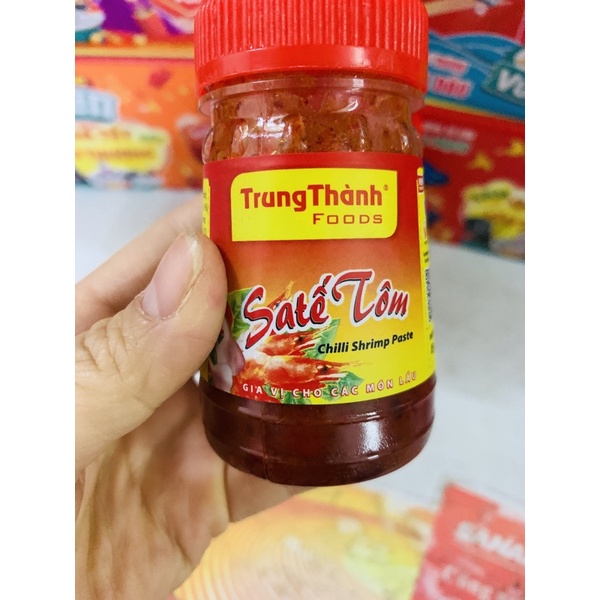 TrungThành®
FOODS
Satế Tôm
Chilli Shrimp Paste
GIA VỊ CHO CÁC MÓN LẨU